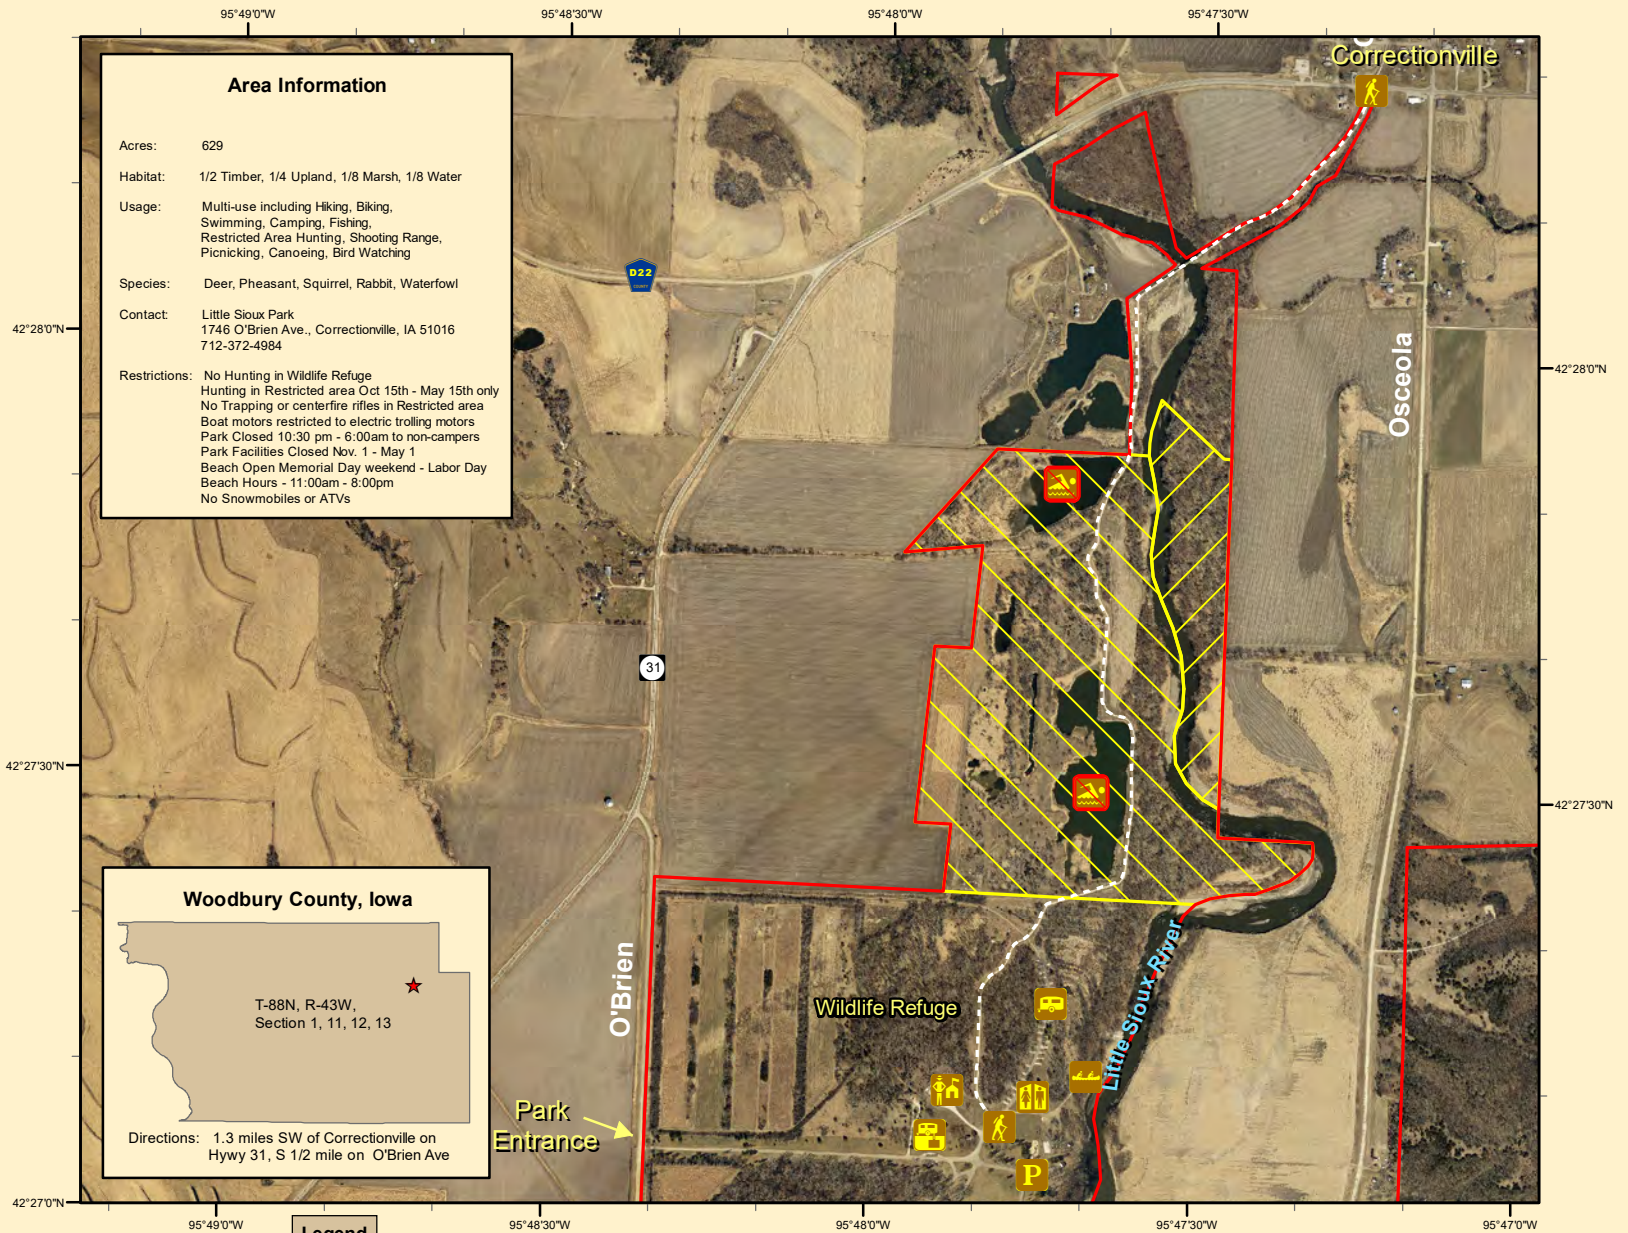 95°49'0"W
95°48'30"W
95°48'0"W
95°47'30"W
Correctionville
Area Information
Acres: 629
Habitat: 1/2 Timber, 1/4 Upland, 1/8 Marsh, 1/8 Water
Usage: Multi-use including Hiking, Biking,
Swimming, Camping, Fishing,
Restricted Area Hunting, Shooting Range,
Picnicking, Canoeing, Bird Watching
Species: Deer, Pheasant, Squirrel, Rabbit, Waterfowl
Contact: Little Sioux Park
1746 O'Brien Ave., Correctionville, IA 51016
712-372-4984
Restrictions: No Hunting in Wildlife Refuge
Hunting in Restricted area Oct 15th - May 15th only
No Trapping or centerfire rifles in Restricted area
Boat motors restricted to electric trolling motors
Park Closed 10:30 pm - 6:00am to non-campers
Park Facilities Closed Nov. 1 - May 1
Beach Open Memorial Day weekend - Labor Day
Beach Hours - 11:00am - 8:00pm
No Snowmobiles or ATVs
D22
COUNTY
42°28'0"N
42°28'0"N
Osceola
31
42°27'30"N
42°27'30"N
Woodbury County, Iowa
T-88N, R-43W,
Section 1, 11, 12, 13
Directions: 1.3 miles SW of Correctionville on
Hywy 31, S 1/2 mile on O'Brien Ave
O'Brien
Wildlife Refuge
Little Sioux River
Park
Entrance
P
42°27'0"N
95°49'0"W
95°48'30"W
95°48'0"W
95°47'30"W
95°47'0"W
Legend